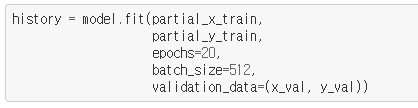 history = model.fit(partial_x_train,
                    partial_y_train,
                    epochs=20,
                    batch_size=512,
                    validation_data=(x_val, y_val))